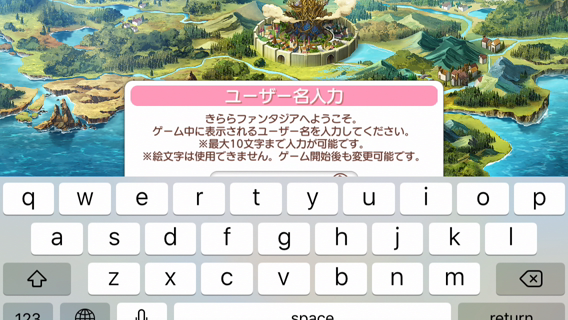 ユーザー名入力
きららファンタジアへようこそ。
ゲーム中に表示されるユーザー名を入力してください。
※最大10文字まで入力が可能です。
※絵文字は使用できません。ゲーム開始後も変更可能です。
q w e r t y u i o p
a s d f g h j k l
z x c v b n m
123 space return